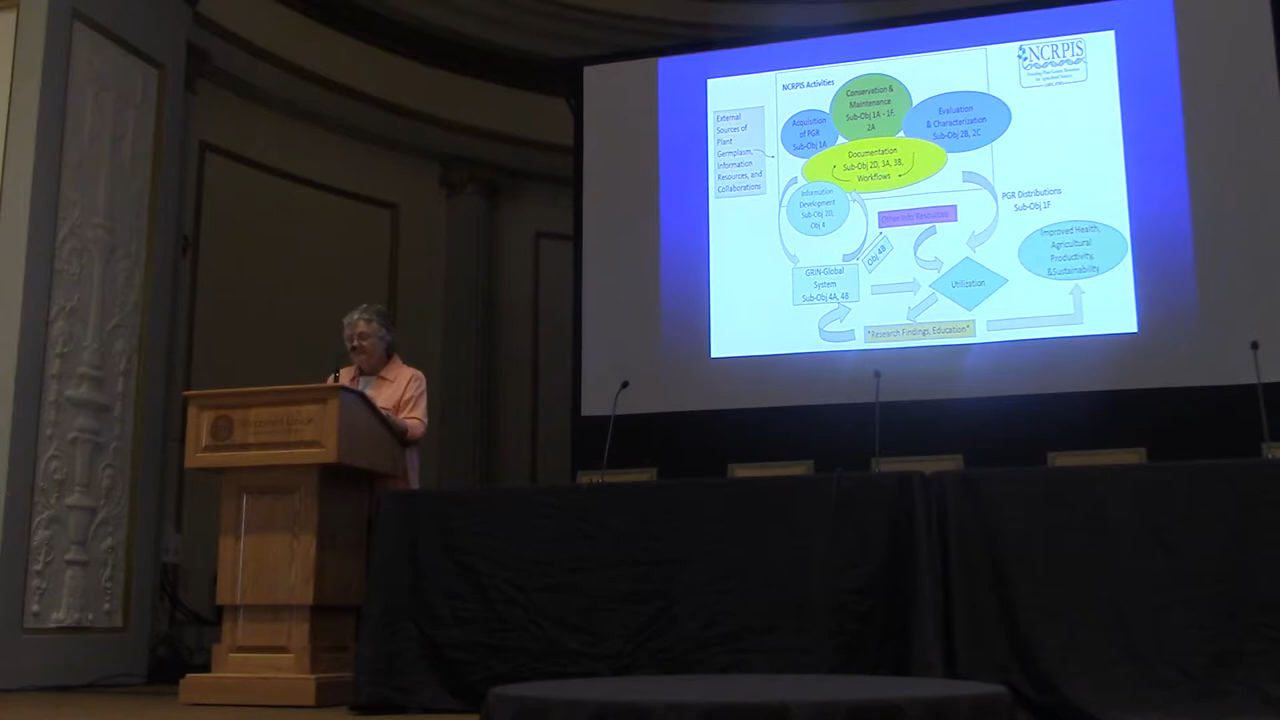 NCRPIS
NCRPIS Activities
Conservation &
Maintenance
Sub-Obj 1A - 1F,
2A
Acquisition
of PGR
Sub-Obj 1A
Evaluation
& Characterization
Sub-Obj 2B, 2C
External
Sources of
Plant
Germplasm,
Information
Resources, and
Collaborations
Documentation
Sub-Obj 2D, 3A, 3B,
Workflows
Information
Development
Sub-Obj 2D,
Obj 4
PGR Distributions
Sub-Obj 1F
Other Info Resources
Obj 4B
Improved Health,
Agricultural
Productivity,
&Sustainability
GRIN-Global
System
Sub-Obj 4A, 4B
Utilization
*Research Findings, Education*